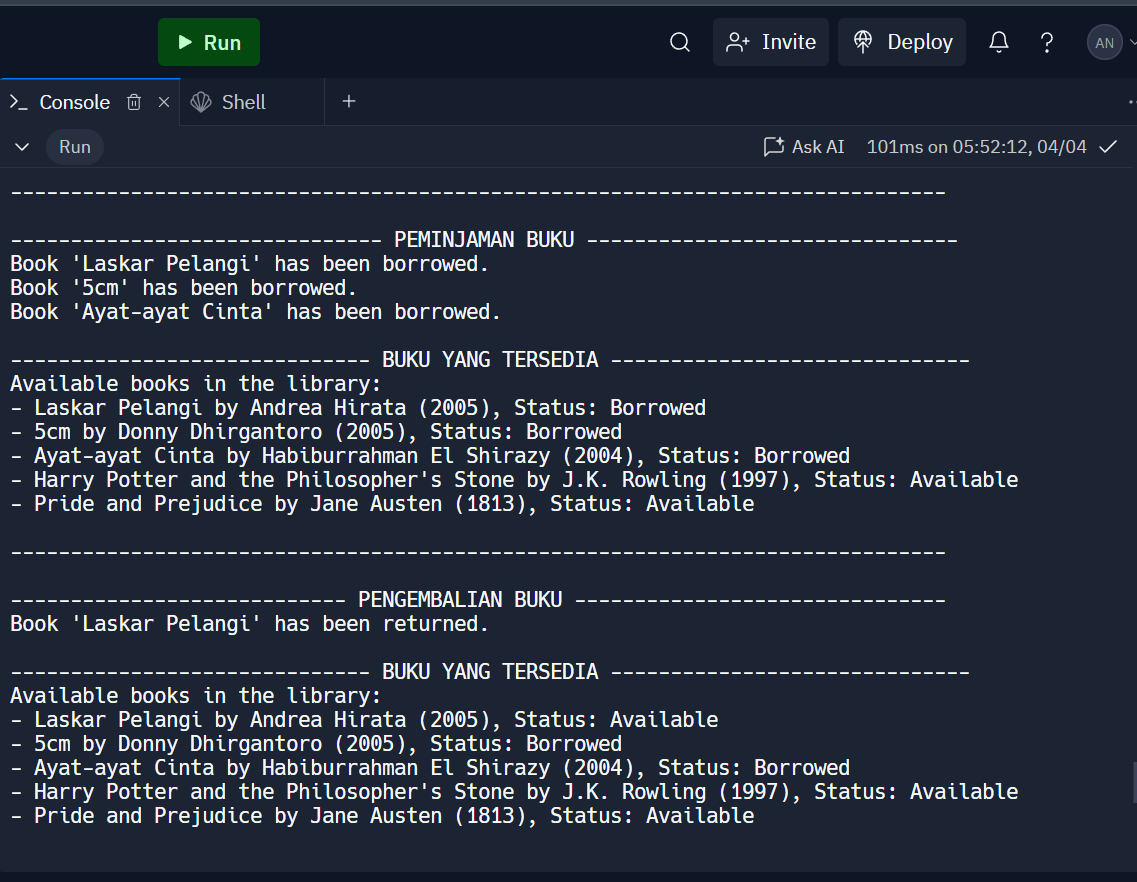 Run
Invite
Deploy
?
AN
Console
Shell
+
Run
Ask AI
101ms on 05:52:12, 04/04
------------------------------------------------------------------------------

------------------------------- PEMINJAMAN BUKU -------------------------------
Book 'Laskar Pelangi' has been borrowed.
Book '5cm' has been borrowed.
Book 'Ayat-ayat Cinta' has been borrowed.

------------------------------ BUKU YANG TERSEDIA ------------------------------
Available books in the library:
- Laskar Pelangi by Andrea Hirata (2005), Status: Borrowed
- 5cm by Donny Dhirgantoro (2005), Status: Borrowed
- Ayat-ayat Cinta by Habiburrahman El Shirazy (2004), Status: Borrowed
- Harry Potter and the Philosopher's Stone by J.K. Rowling (1997), Status: Available
- Pride and Prejudice by Jane Austen (1813), Status: Available

------------------------------------------------------------------------------

---------------------------- PENGEMBALIAN BUKU -------------------------------
Book 'Laskar Pelangi' has been returned.

------------------------------ BUKU YANG TERSEDIA ------------------------------
Available books in the library:
- Laskar Pelangi by Andrea Hirata (2005), Status: Available
- 5cm by Donny Dhirgantoro (2005), Status: Borrowed
- Ayat-ayat Cinta by Habiburrahman El Shirazy (2004), Status: Borrowed
- Harry Potter and the Philosopher's Stone by J.K. Rowling (1997), Status: Available
- Pride and Prejudice by Jane Austen (1813), Status: Available